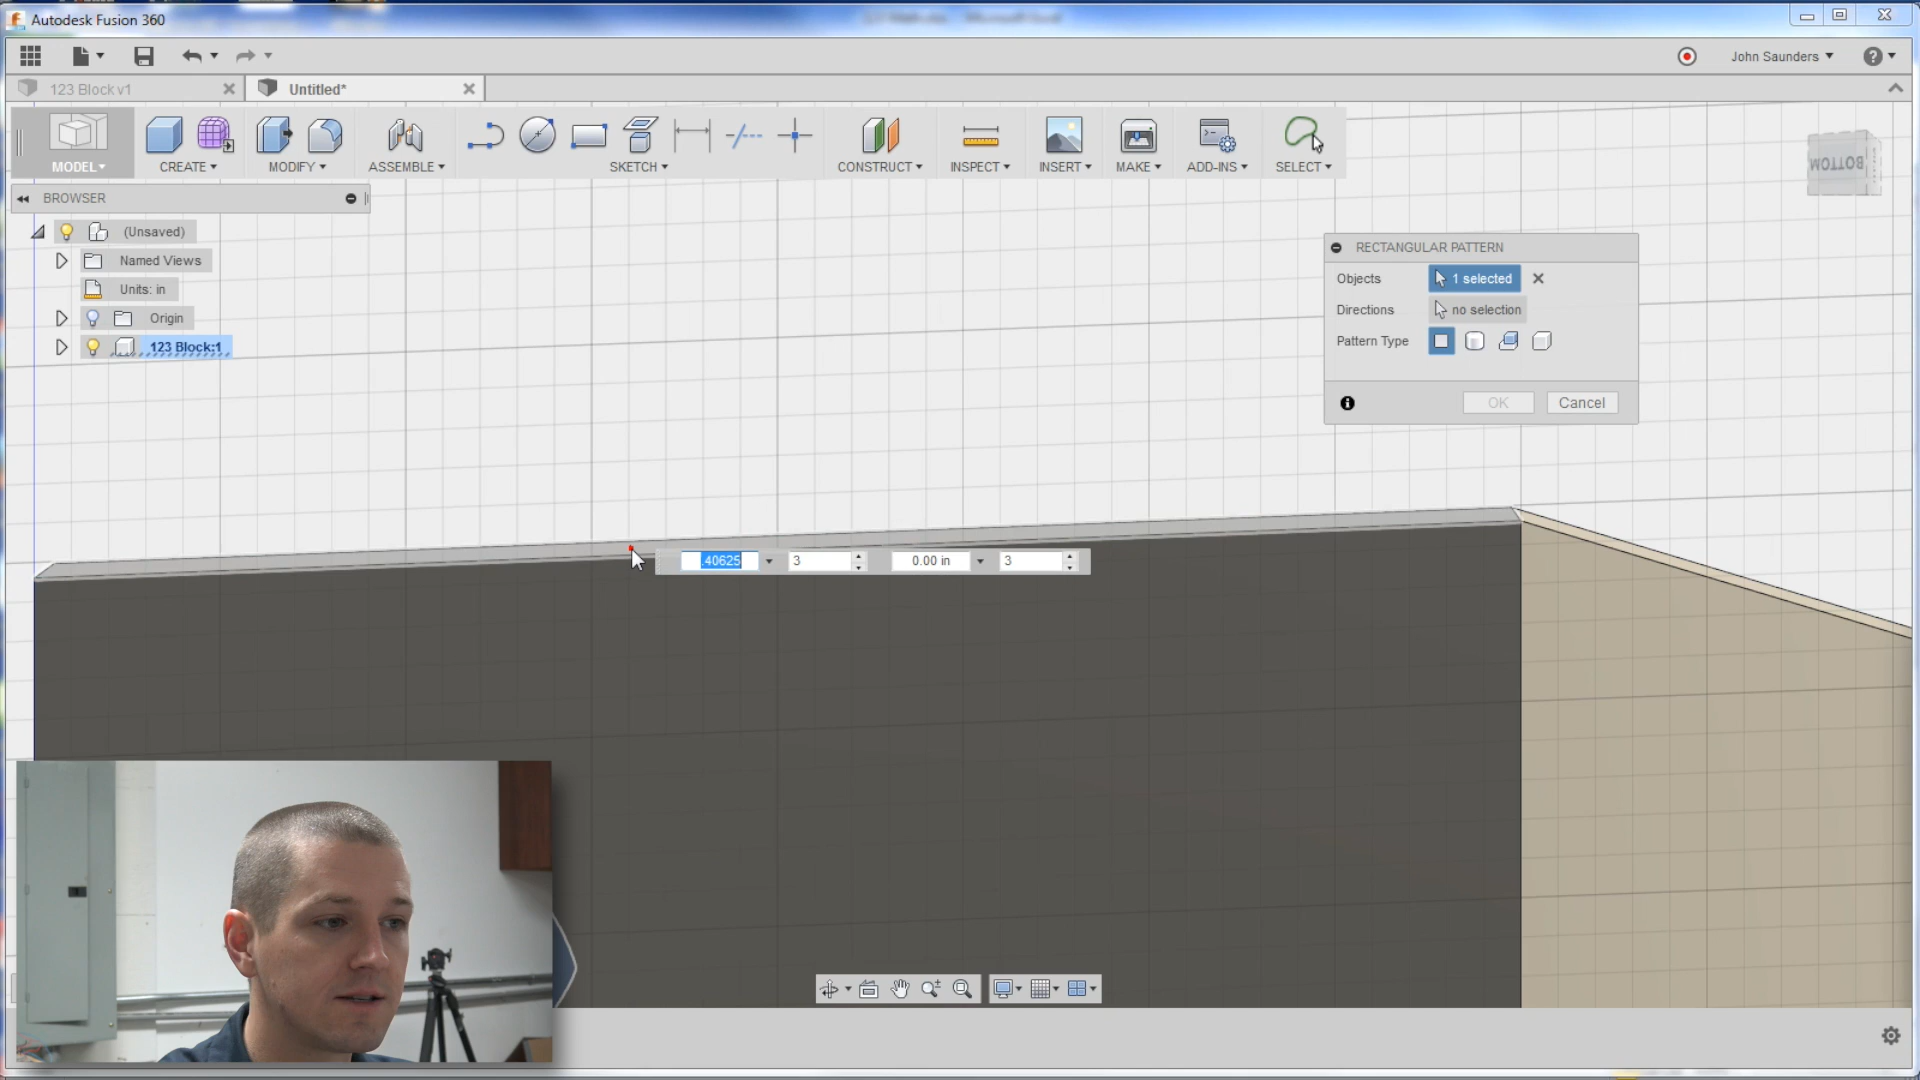 Autodesk Fusion 360
John Saunders
123 Block v1
Untitled*
MODEL
CREATE
MODIFY
ASSEMBLE
SKETCH
CONSTRUCT
INSPECT
INSERT
MAKE
ADD-INS
SELECT
BOTTOM
BROWSER
(Unsaved)
Named Views
Units: in
Origin
123 Block:1
RECTANGULAR PATTERN
Objects
1 selected
Directions
no selection
Pattern Type
OK
Cancel
.40625
3
0.00 in
3